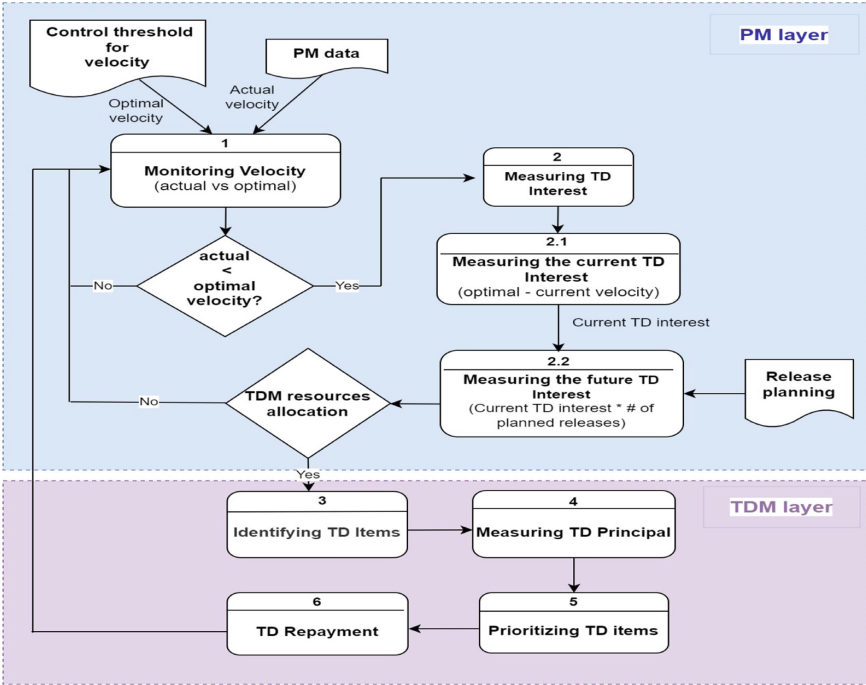 PM layer
Control threshold
for
velocity
PM data
Optimal
velocity
Actual
velocity
1
Monitoring Velocity
(actual vs optimal)
2
Measuring TD
Interest
actual
<
optimal
velocity?
No
Yes
2.1
Measuring the current TD
Interest
(optimal - current velocity)
Current TD interest
2.2
Measuring the future TD
Interest
(Current TD interest * # of
planned releases)
Release
planning
TDM resources
allocation
No
Yes
TDM layer
3
Identifying TD Items
4
Measuring TD Principal
6
TD Repayment
5
Prioritizing TD items